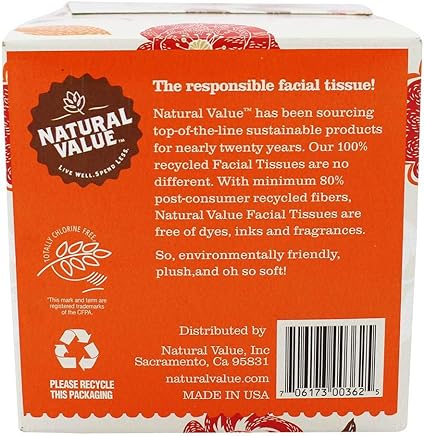 NATURAL
VALUE™
LIVE WELL. SPEND LESS.
The responsible facial tissue!
Natural Value™ has been sourcing
top-of-the-line sustainable products
for nearly twenty years. Our 100%
recycled Facial Tissues are no
different. With minimum 80%
post-consumer recycled fibers,
Natural Value Facial Tissues are
free of dyes, inks and fragrances.
So, environmentally friendly,
plush,and oh so soft!
TOTALLY CHLORINE FREE
"This mark and term are
registered trademarks
of the CFPA.
PLEASE RECYCLE
THIS PACKAGING
Distributed by
Natural Value, Inc
Sacramento, Ca 95831
naturalvalue.com
MADE IN USA
7 06173 00362 5